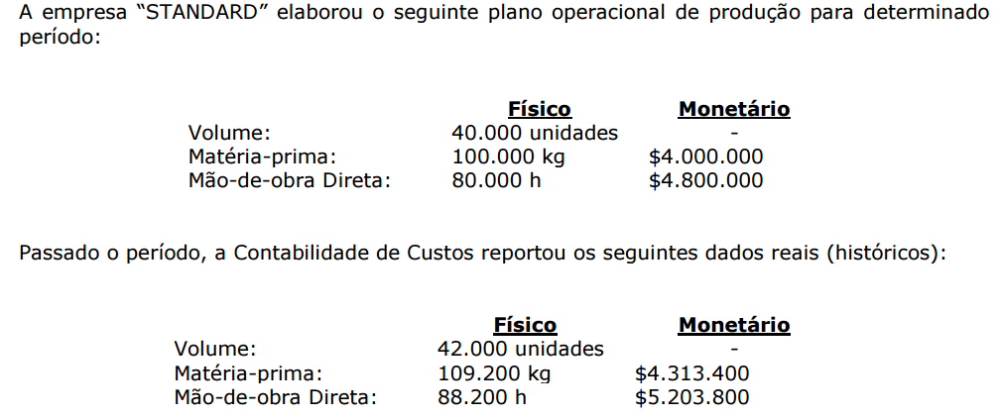 A empresa “STANDARD” elaborou o seguinte plano operacional de produção para determinado
período:
Físico Monetário
Volume: 40.000 unidades -
Matéria-prima: 100.000 kg $4.000.000
Mão-de-obra Direta: 80.000 h $4.800.000
Passado o período, a Contabilidade de Custos reportou os seguintes dados reais (históricos):
Físico Monetário
Volume: 42.000 unidades -
Matéria-prima: 109.200 kg $4.313.400
Mão-de-obra Direta: 88.200 h $5.203.800